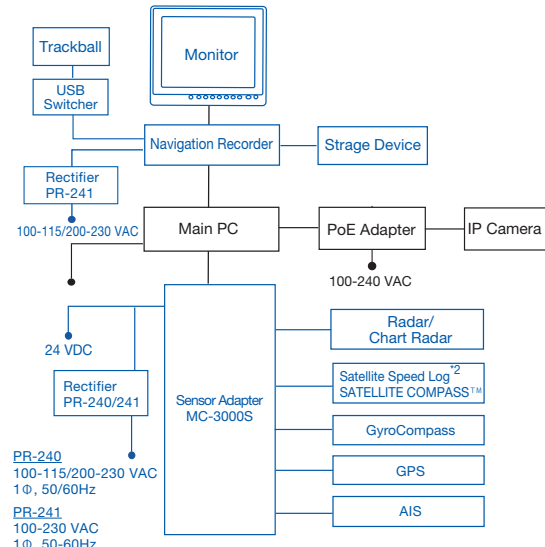 Trackball
Monitor
USB
Switcher
Navigation Recorder
Strage Device
Rectifier
PR-241
100-115/200-230 VAC
Main PC
PoE Adapter
IP Camera
100-240 VAC
24 VDC
Rectifier
PR-240/241
Sensor Adapter
MC-3000S
Radar/
Chart Radar
Satellite Speed Log*2
SATELLITE COMPASS™
GyroCompass
GPS
AIS
PR-240
100-115/200-230 VAC
1Φ, 50/60Hz
PR-241
100-230 VAC
1Φ, 50-60Hz